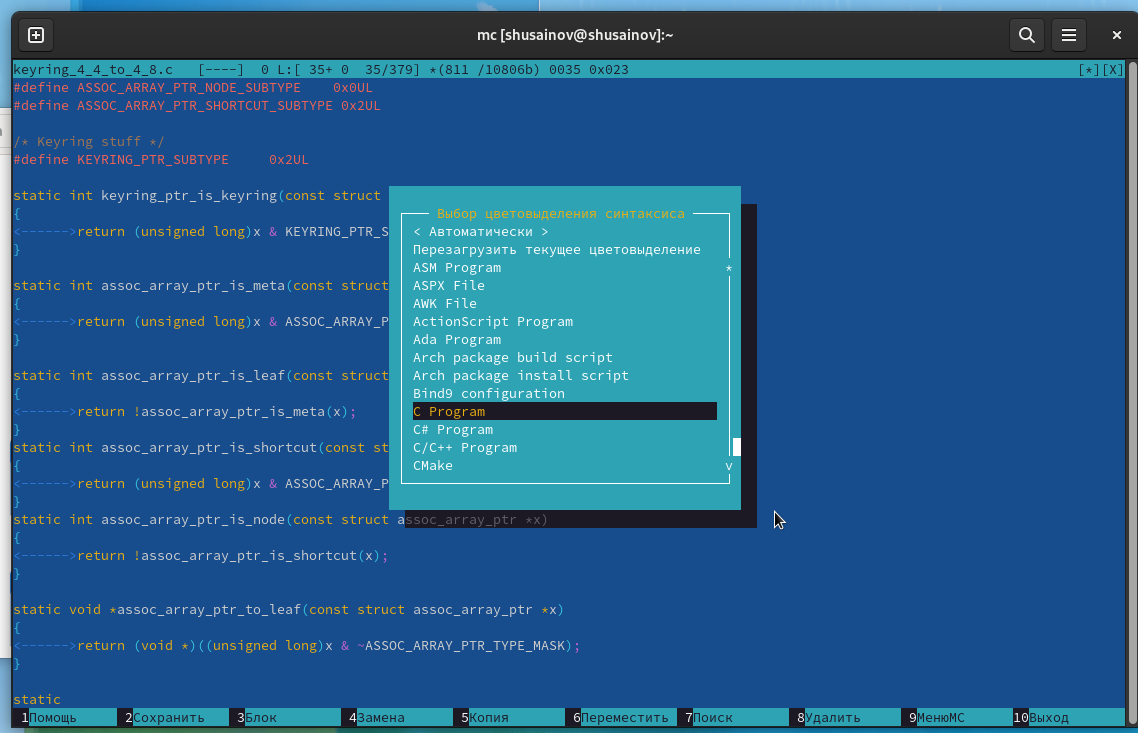 mc [shusainov@shusainov]:~
keyring_4_4_to_4_8.c [----] 0 L:[ 35+ 0 35/379] *(811 /10806b) 0035 0x023 [*][X]
#define ASSOC_ARRAY_PTR_NODE_SUBTYPE 0x0UL
#define ASSOC_ARRAY_PTR_SHORTCUT_SUBTYPE 0x2UL
/* Keyring stuff */
#define KEYRING_PTR_SUBTYPE 0x2UL
static int keyring_ptr_is_keyring(const struct
{
<------>return (unsigned long)x & KEYRING_PTR_S
}
static int assoc_array_ptr_is_meta(const struct
{
<------>return (unsigned long)x & ASSOC_ARRAY_P
}
static int assoc_array_ptr_is_leaf(const struct
{
<------>return !assoc_array_ptr_is_meta(x);
}
static int assoc_array_ptr_is_shortcut(const st
{
<------>return (unsigned long)x & ASSOC_ARRAY_P
}
static int assoc_array_ptr_is_node(const struct assoc_array_ptr *x)
{
<------>return !assoc_array_ptr_is_shortcut(x);
}
static void *assoc_array_ptr_to_leaf(const struct assoc_array_ptr *x)
{
<------>return (void *)((unsigned long)x & ~ASSOC_ARRAY_PTR_TYPE_MASK);
}
static
Выбор цветовыделения синтаксиса
< Автоматически >
Перезагрузить текущее цветовыделение
ASM Program *
ASPX File
AWK File
ActionScript Program
Ada Program
Arch package build script
Arch package install script
Bind9 configuration
C Program
C# Program
C/C++ Program
CMake v
1Помощь 2Сохранить 3Блок 4Замена 5Копия 6Переместить 7Поиск 8Удалить 9МенюMC 10Выход